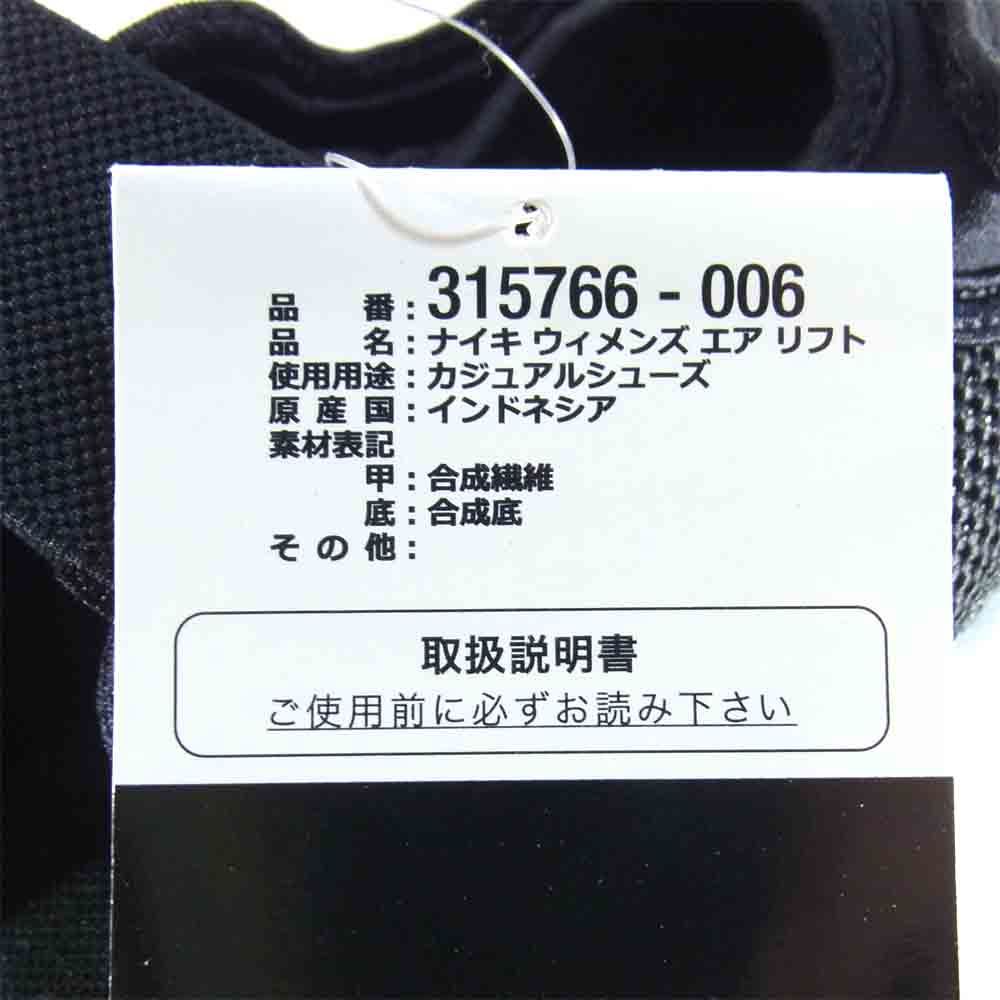 品番:315766 - 006
品名:ナイキ ウィメンズ エア リフト
使用用途:カジュアルシューズ
原産国:インドネシア
素材表記
甲:合成繊維
底:合成底
その他:
取扱説明書
ご使用前に必ずお読み下さい